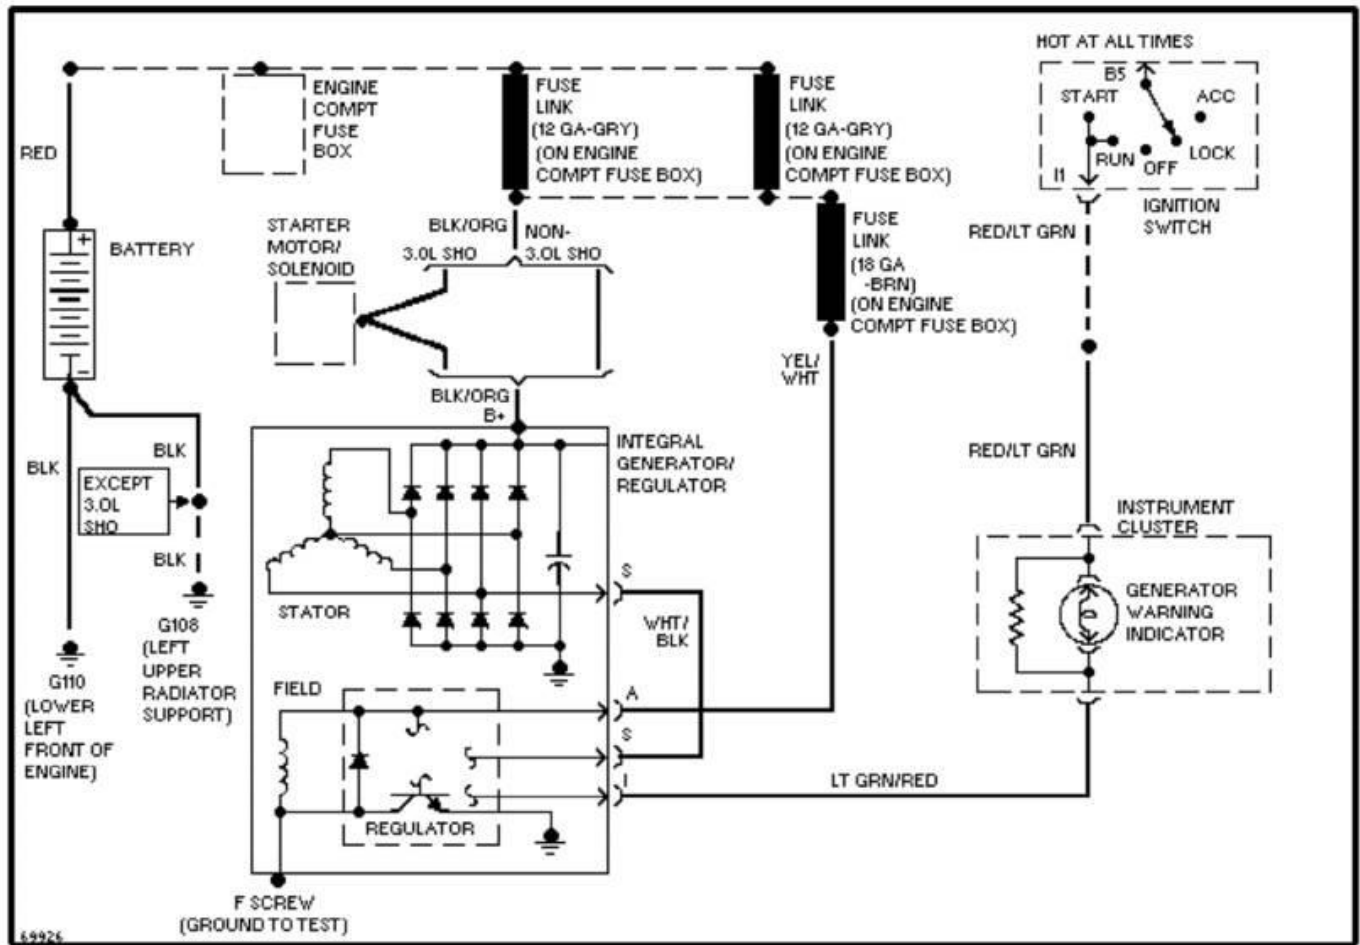 HOT AT ALL TIMES
B5
START
ACC
RUN
OFF
LOCK
I1
IGNITION
SWITCH
RED
ENGINE
COMPT
FUSE
BOX
FUSE
LINK
(12 GA-GRY)
(ON ENGINE
COMPT FUSE BOX)
FUSE
LINK
(12 GA-GRY)
(ON ENGINE
COMPT FUSE BOX)
FUSE
LINK
(18 GA
-BRN)
(ON ENGINE
COMPT FUSE BOX)
+
BATTERY
-
STARTER
MOTOR/
SOLENOID
BLK/ORG
NON-
3.0L SHO
3.0L SHO
RED/LT GRN
YEL/
WHT
BLK/ORG
B+
BLK
BLK
EXCEPT
3.0L
SHO
BLK
INTEGRAL
GENERATOR/
REGULATOR
RED/LT GRN
INSTRUMENT
CLUSTER
GENERATOR
WARNING
INDICATOR
STATOR
S
WHT/
BLK
G108
(LEFT
UPPER
RADIATOR
SUPPORT)
G110
(LOWER
LEFT
FRONT OF
ENGINE)
FIELD
A
S
I
LT GRN/RED
REGULATOR
F SCREW
(GROUND TO TEST)
69926